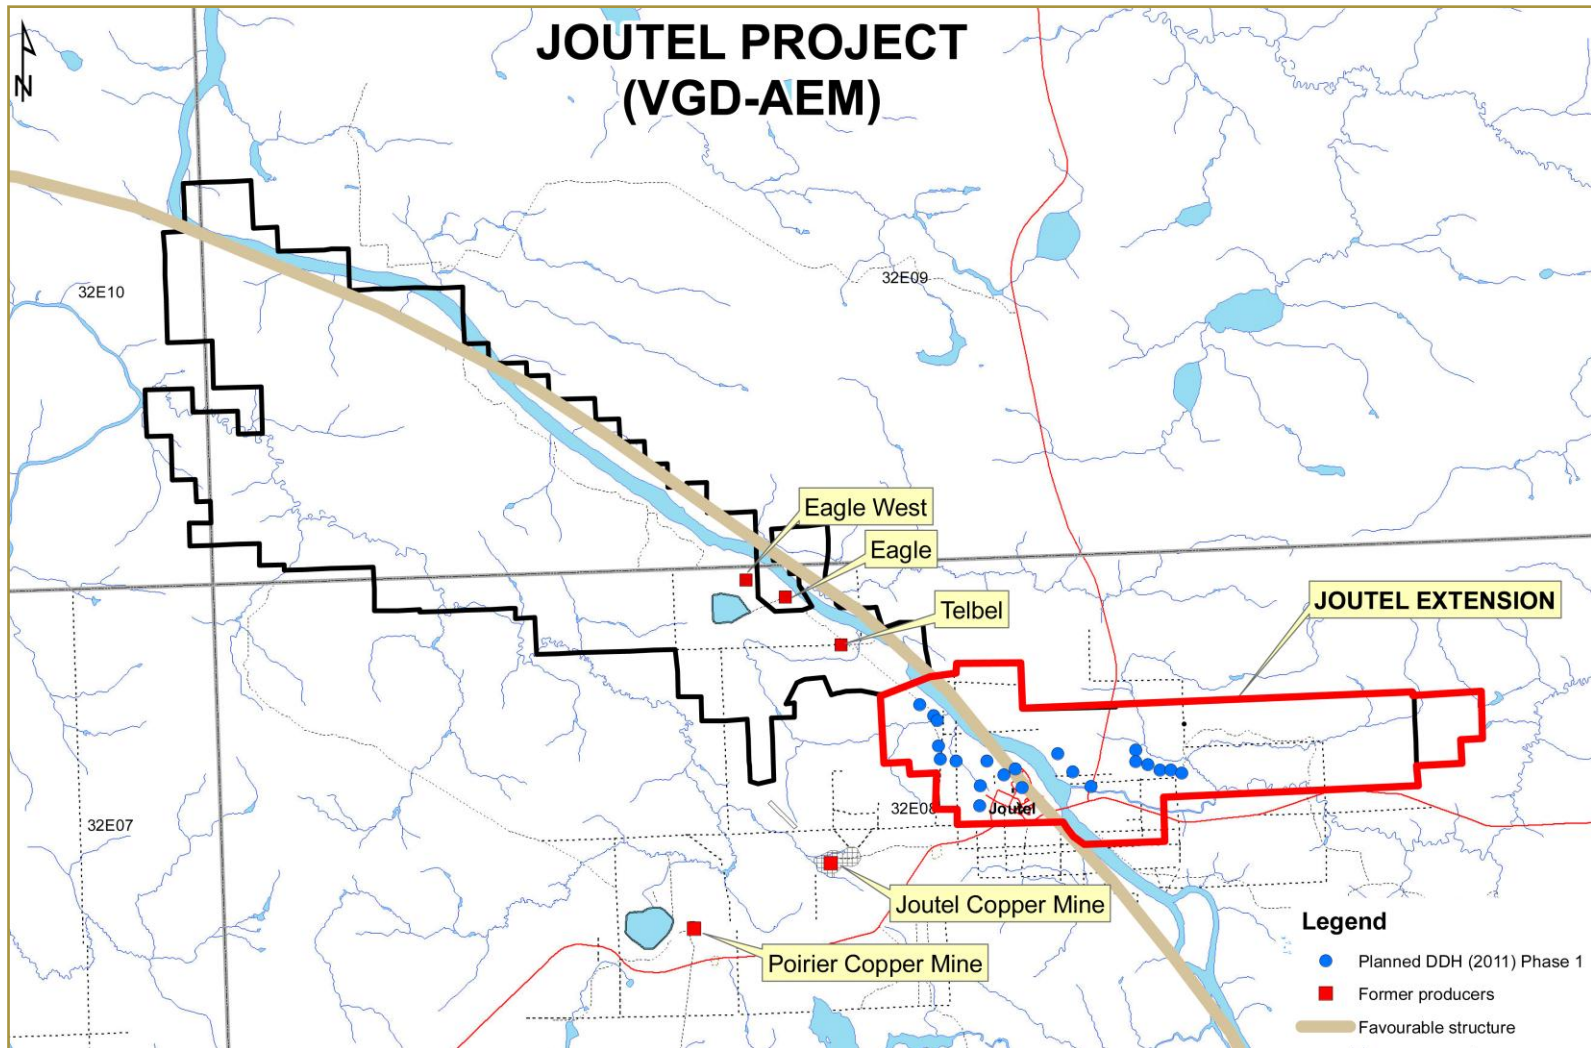 JOUTEL PROJECT
(VGD-AEM)
N
32E10
32E09
Eagle West
Eagle
Telbel
JOUTEL EXTENSION
32E07
32E08
Joutel
Joutel Copper Mine
Poirier Copper Mine
Legend
Planned DDH (2011) Phase 1
Former producers
Favourable structure